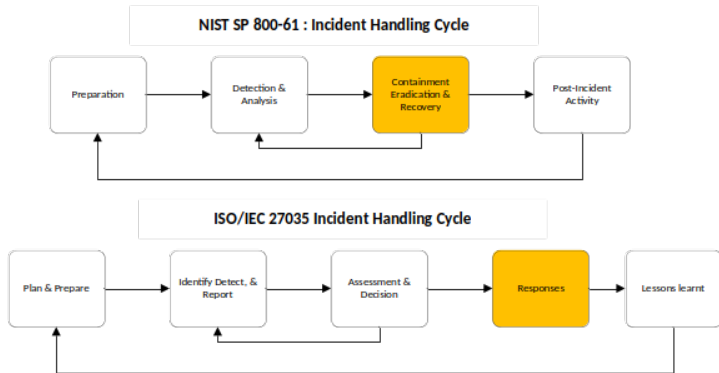 NIST SP 800-61 : Incident Handling Cycle
Preparation
Detection &
Analysis
Containment
Eradication &
Recovery
Post-Incident
Activity
ISO/IEC 27035 Incident Handling Cycle
Plan & Prepare
Identify Detect, &
Report
Assessment &
Decision
Responses
Lessons learnt